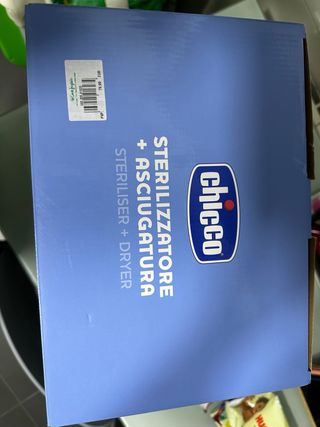 chicco
STERILIZZATORE
+ ASCIUGATURA
STERILISER + DRYER